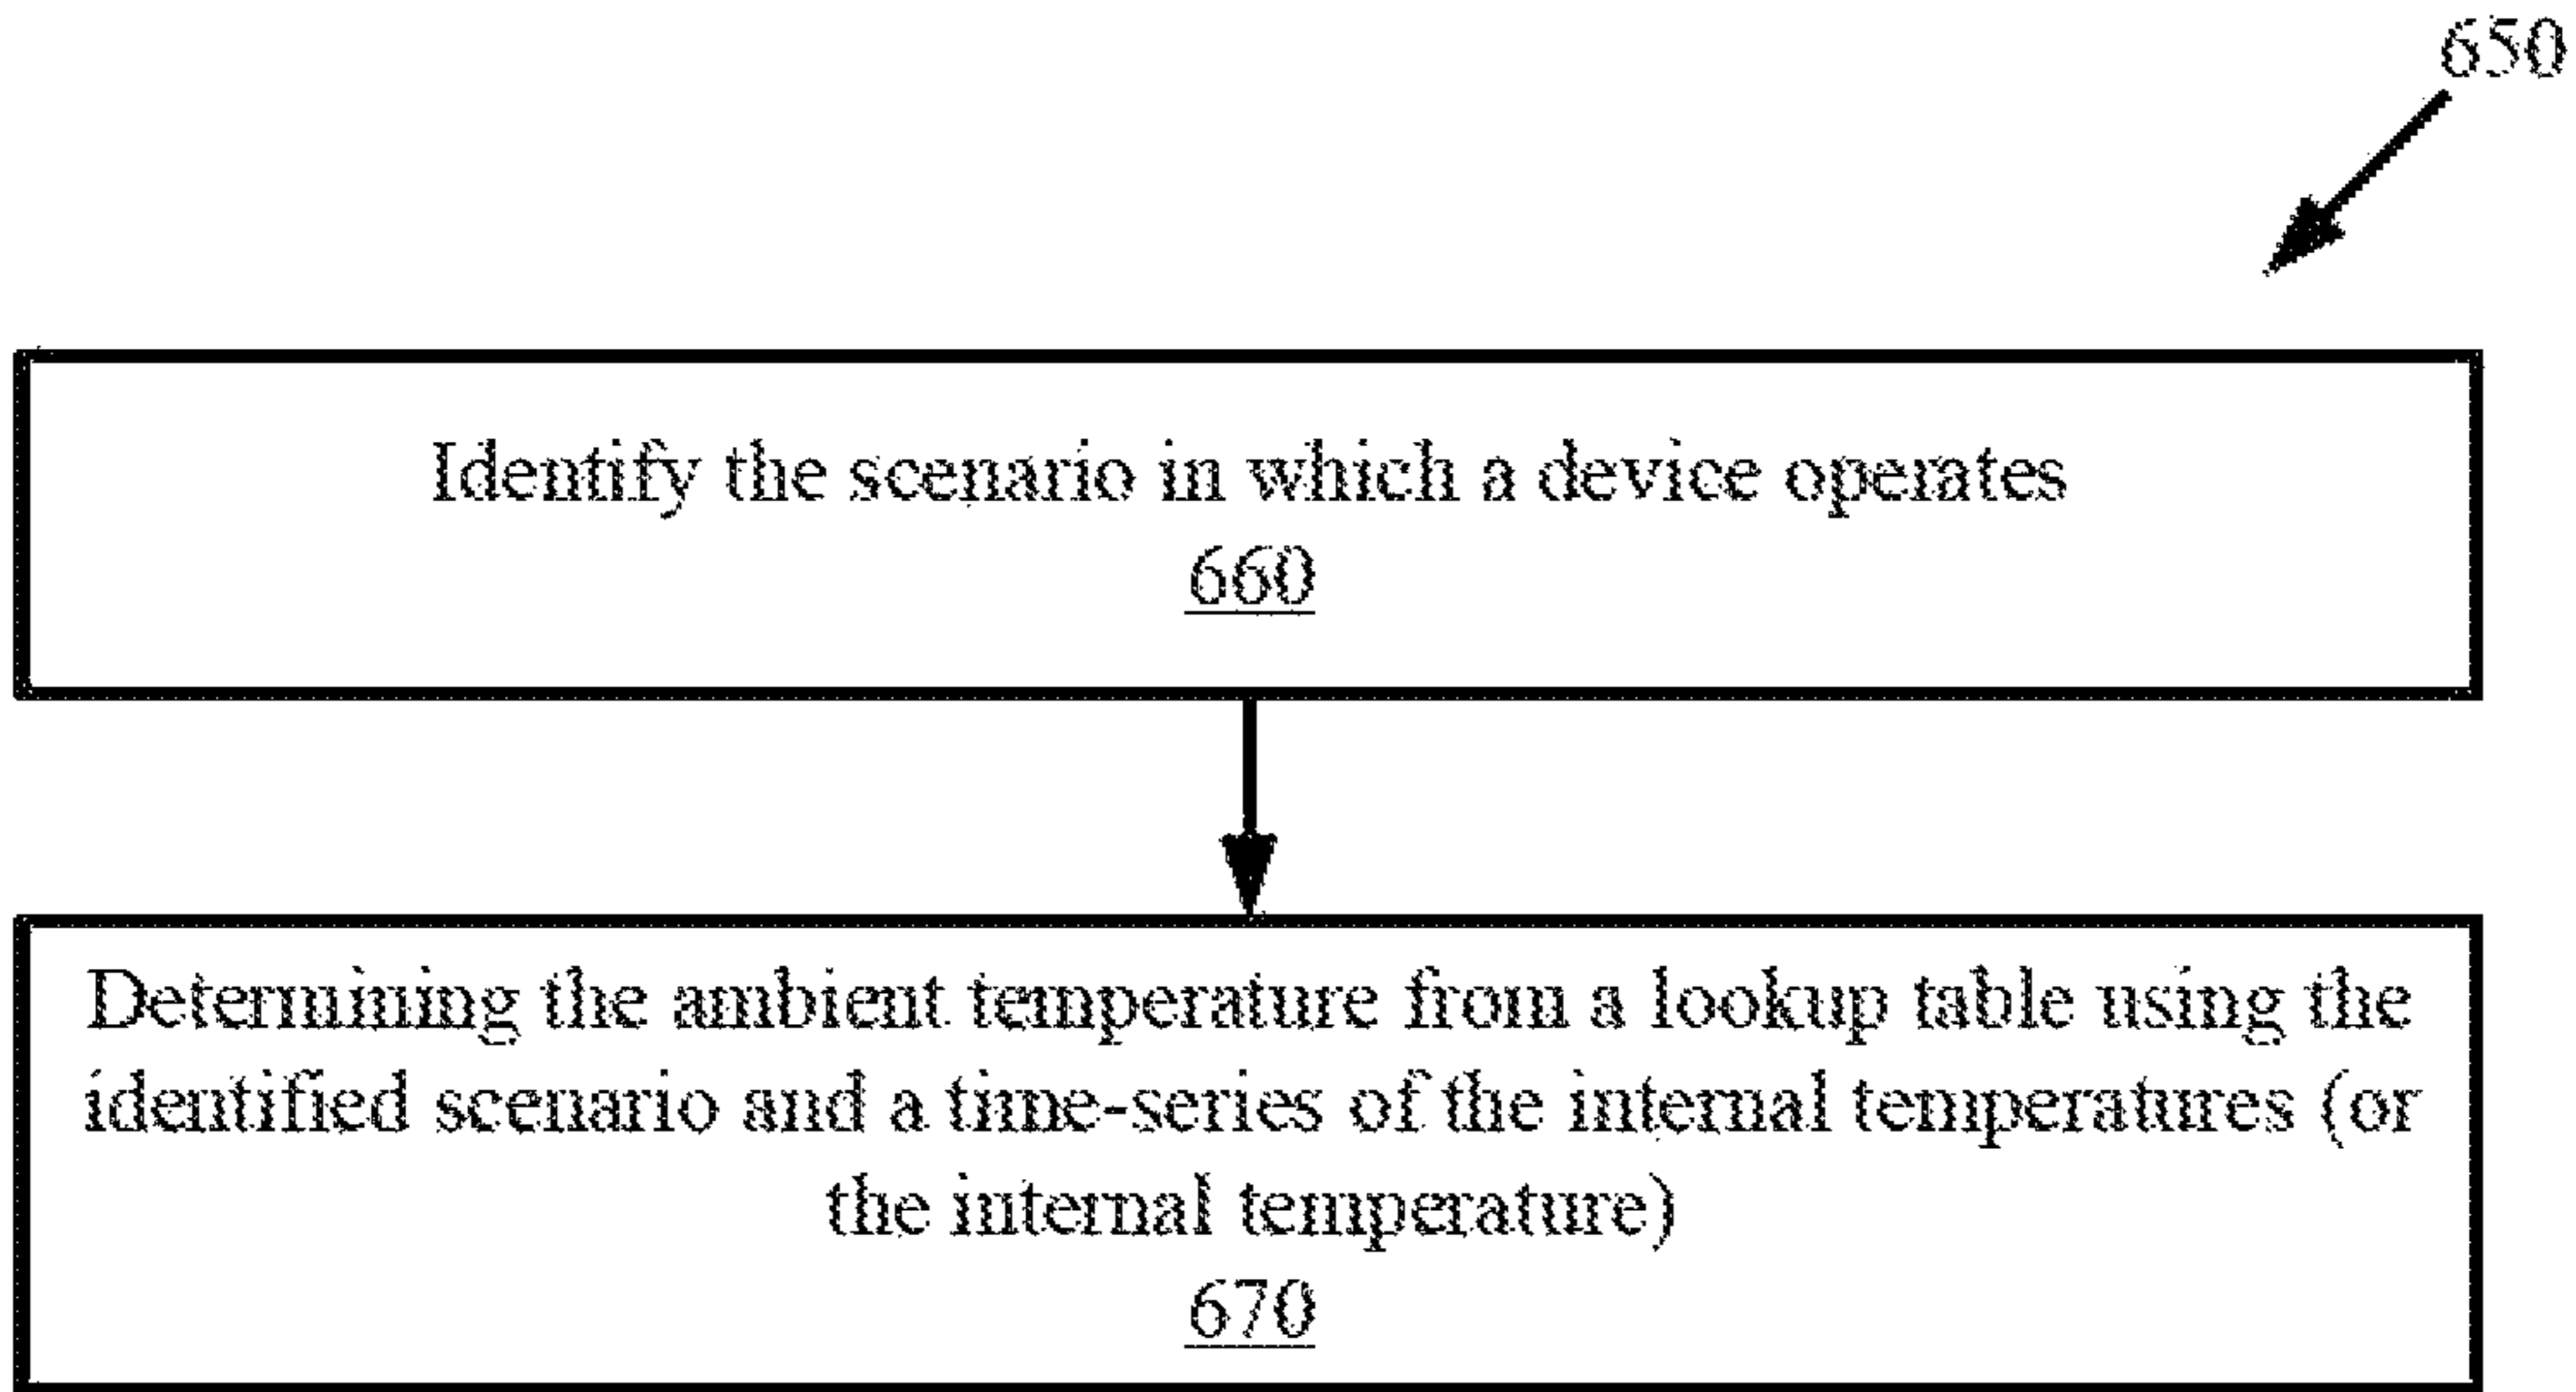 650
Identify the scenario in which a device operates
660
Determining the ambient temperature from a lookup table using the
identified scenario and a time-series of the internal temperatures (or
the internal temperature)
670